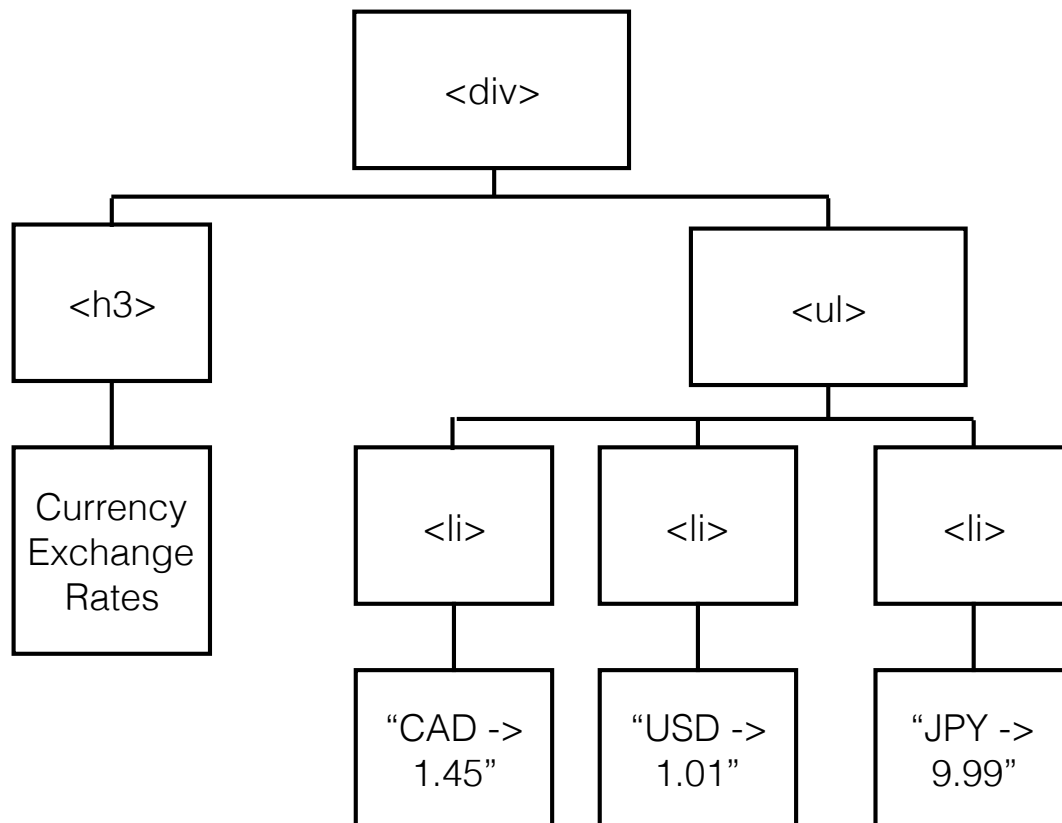 <div>
<h3>
<ul>
Currency
Exchange
Rates
<li>
<li>
<li>
“CAD ->
1.45”
“USD ->
1.01”
“JPY ->
9.99”